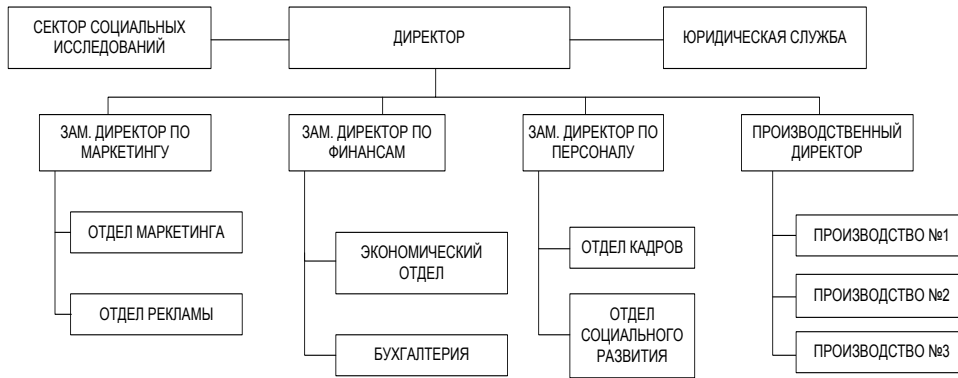 СЕКТОР СОЦИАЛЬНЫХ
ИССЛЕДОВАНИЙ
ДИРЕКТОР
ЮРИДИЧЕСКАЯ СЛУЖБА
ЗАМ. ДИРЕКТОР ПО
МАРКЕТИНГУ
ЗАМ. ДИРЕКТОР ПО
ФИНАНСАМ
ЗАМ. ДИРЕКТОР ПО
ПЕРСОНАЛУ
ПРОИЗВОДСТВЕННЫЙ
ДИРЕКТОР
ОТДЕЛ МАРКЕТИНГА
ОТДЕЛ РЕКЛАМЫ
ЭКОНОМИЧЕСКИЙ
ОТДЕЛ
БУХГАЛТЕРИЯ
ОТДЕЛ КАДРОВ
ОТДЕЛ
СОЦИАЛЬНОГО
РАЗВИТИЯ
ПРОИЗВОДСТВО №1
ПРОИЗВОДСТВО №2
ПРОИЗВОДСТВО №3